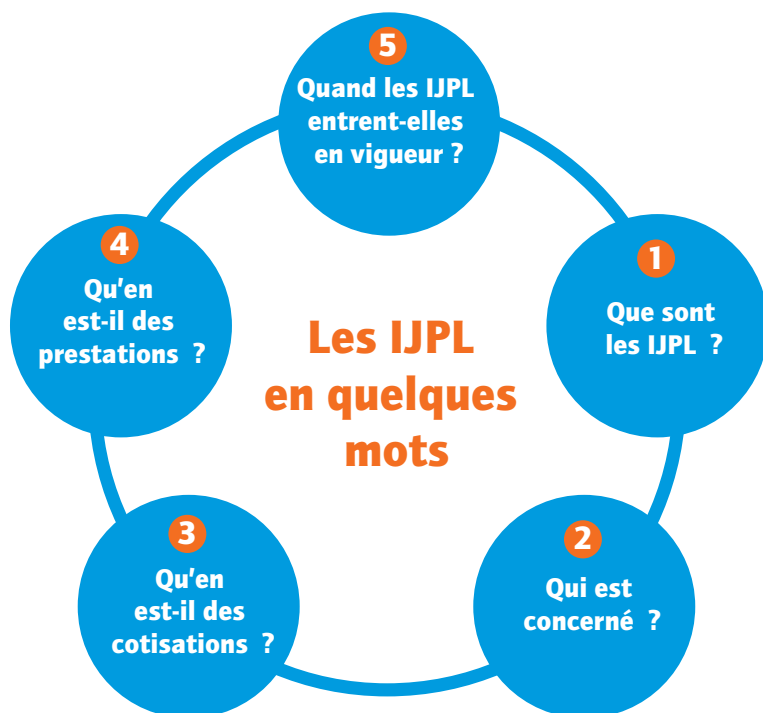 Les IJPL
en quelques
mots
1
Que sont
les IJPL ?
2
Qui est
concerné ?
3
Qu'en
est-il des
cotisations ?
4
Qu'en
est-il des
prestations ?
5
Quand les IJPL
entrent-elles
en vigueur ?